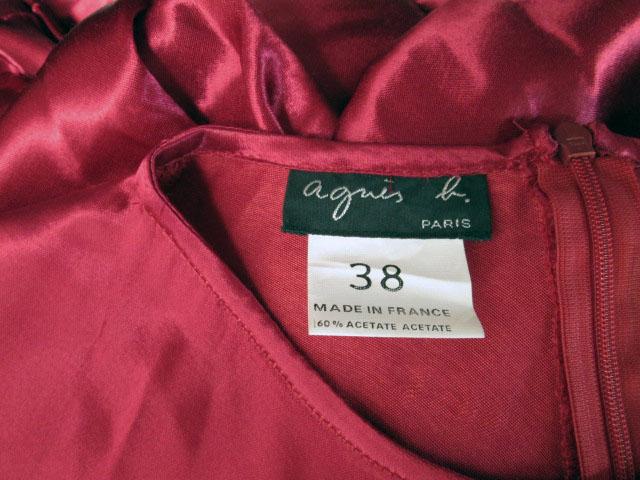 agnès b.
PARIS
38
MADE IN FRANCE
60% ACETATE ACETATE